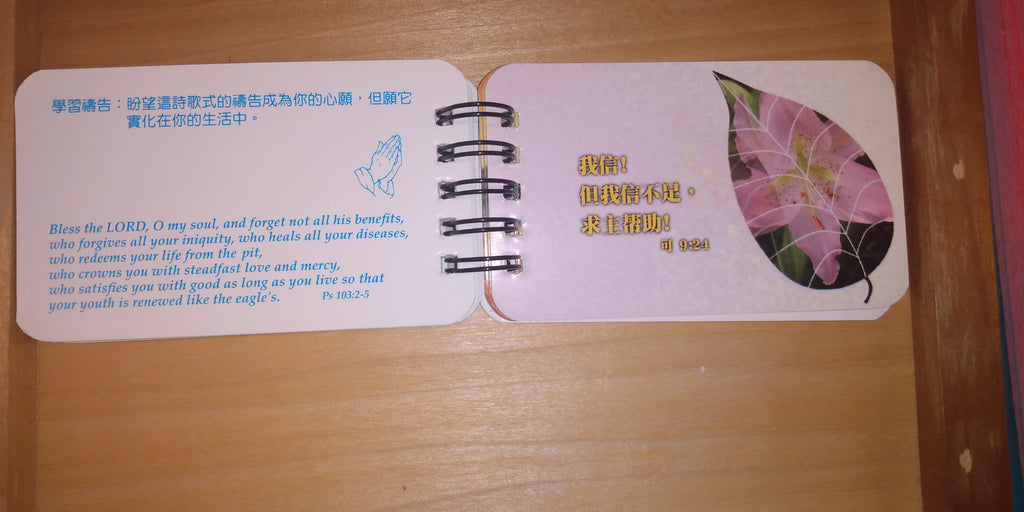 學習禱告：盼望這詩歌式的禱告成為你的心願，但願它
實化在你的生活中。
Bless the LORD, O my soul, and forget not all his benefits,
who forgives all your iniquity, who heals all your diseases,
who redeems your life from the pit,
who crowns you with steadfast love and mercy,
who satisfies you with good as long as you live so that
your youth is renewed like the eagle's. Ps 103:2-5
我信！
但我信不足，
求主幫助！
可 9:24